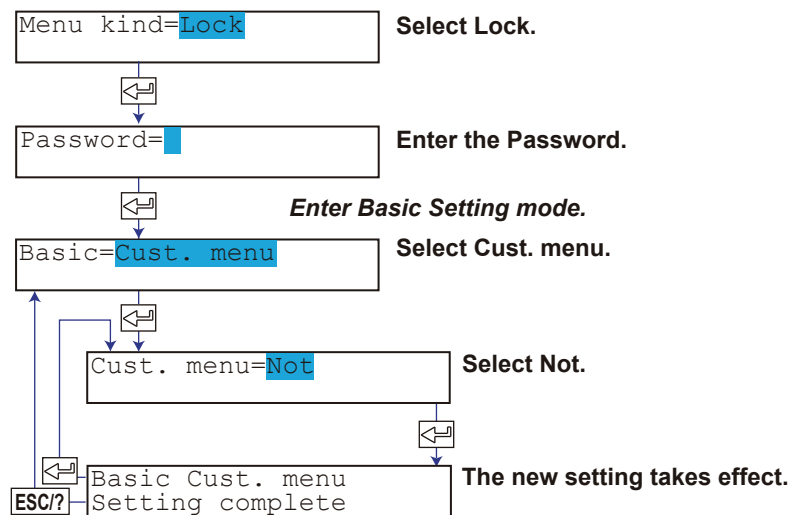 Menu kind=Lock
Select Lock.
Password=
Enter the Password.
Enter Basic Setting mode.
Basic=Cust. menu
Select Cust. menu.
Cust. menu=Not
Select Not.
Basic Cust. menu
Setting complete
The new setting takes effect.
ESC/?